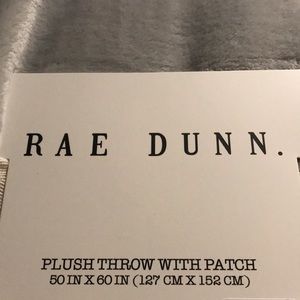 RAE DUNN.
PLUSH THROW WITH PATCH
50 IN X 60 IN (127 CM X 152 CM)